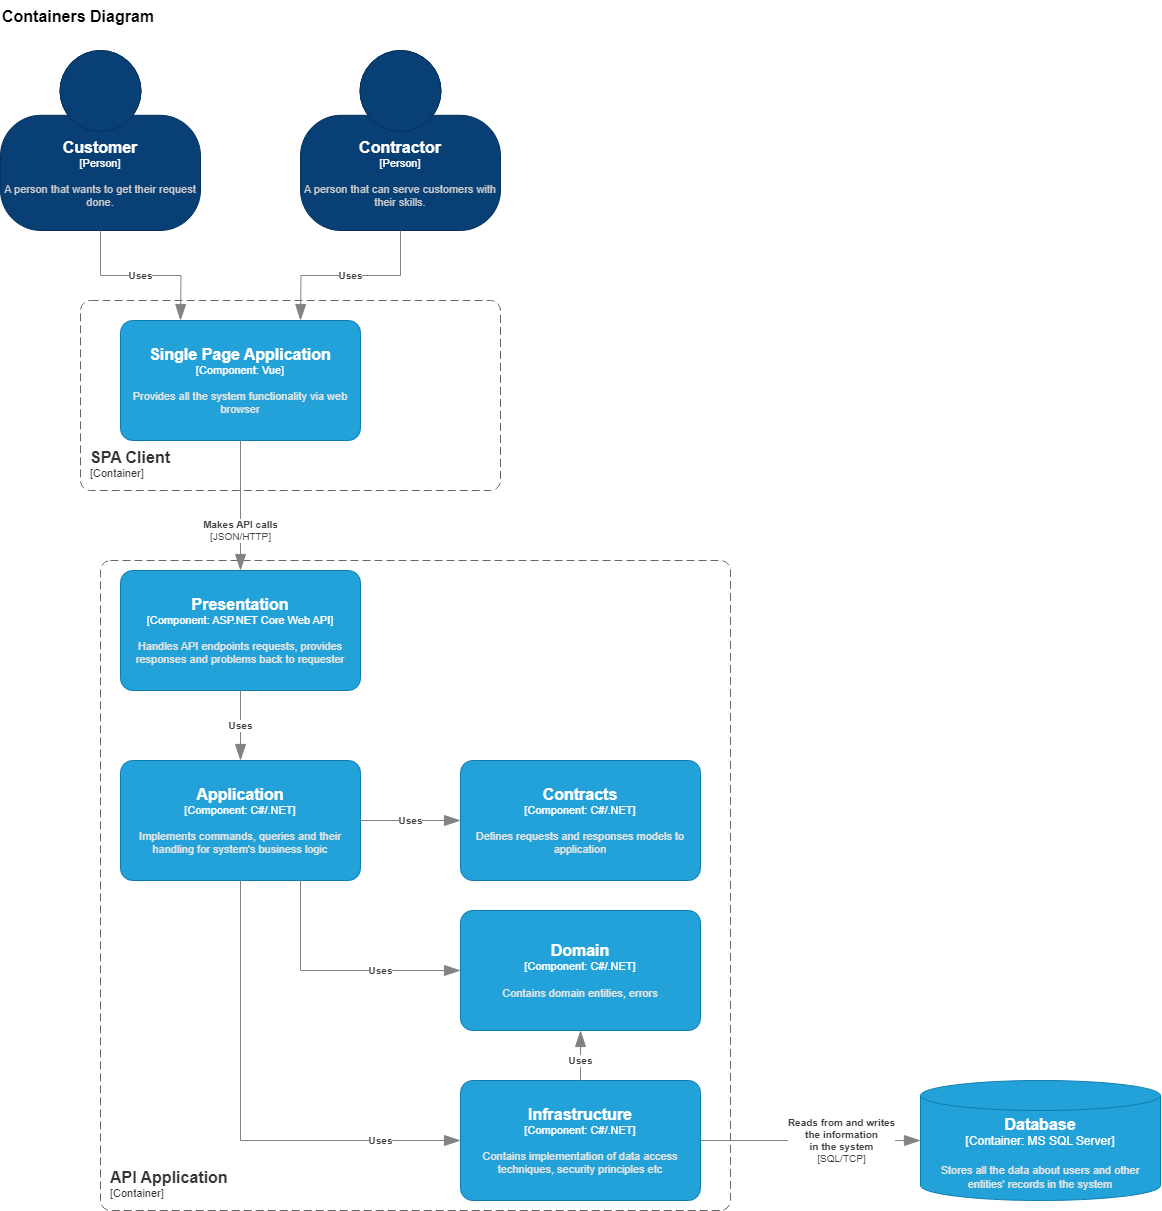 Containers Diagram
Customer
[Person]
A person that wants to get their request
done.
Contractor
[Person]
A person that can serve customers with
their skills.
Uses
Uses
Single Page Application
[Component: Vue]
Provides all the system functionality via web
browser
SPA Client
[Container]
Makes API calls
[JSON/HTTP]
Presentation
[Component: ASP.NET Core Web API]
Handles API endpoints requests, provides
responses and problems back to requester
Uses
Application
[Component: C#/.NET]
Implements commands, queries and their
handling for system's business logic
Uses
Contracts
[Component: C#/.NET]
Defines requests and responses models to
application
Domain
[Component: C#/.NET]
Contains domain entities, errors
Uses
Uses
Infrastructure
[Component: C#/.NET]
Contains implementation of data access
techniques, security principles etc
Uses
Reads from and writes
the information
in the system
[SQL/TCP]
Database
[Container: MS SQL Server]
Stores all the data about users and other
entities' records in the system
API Application
[Container]